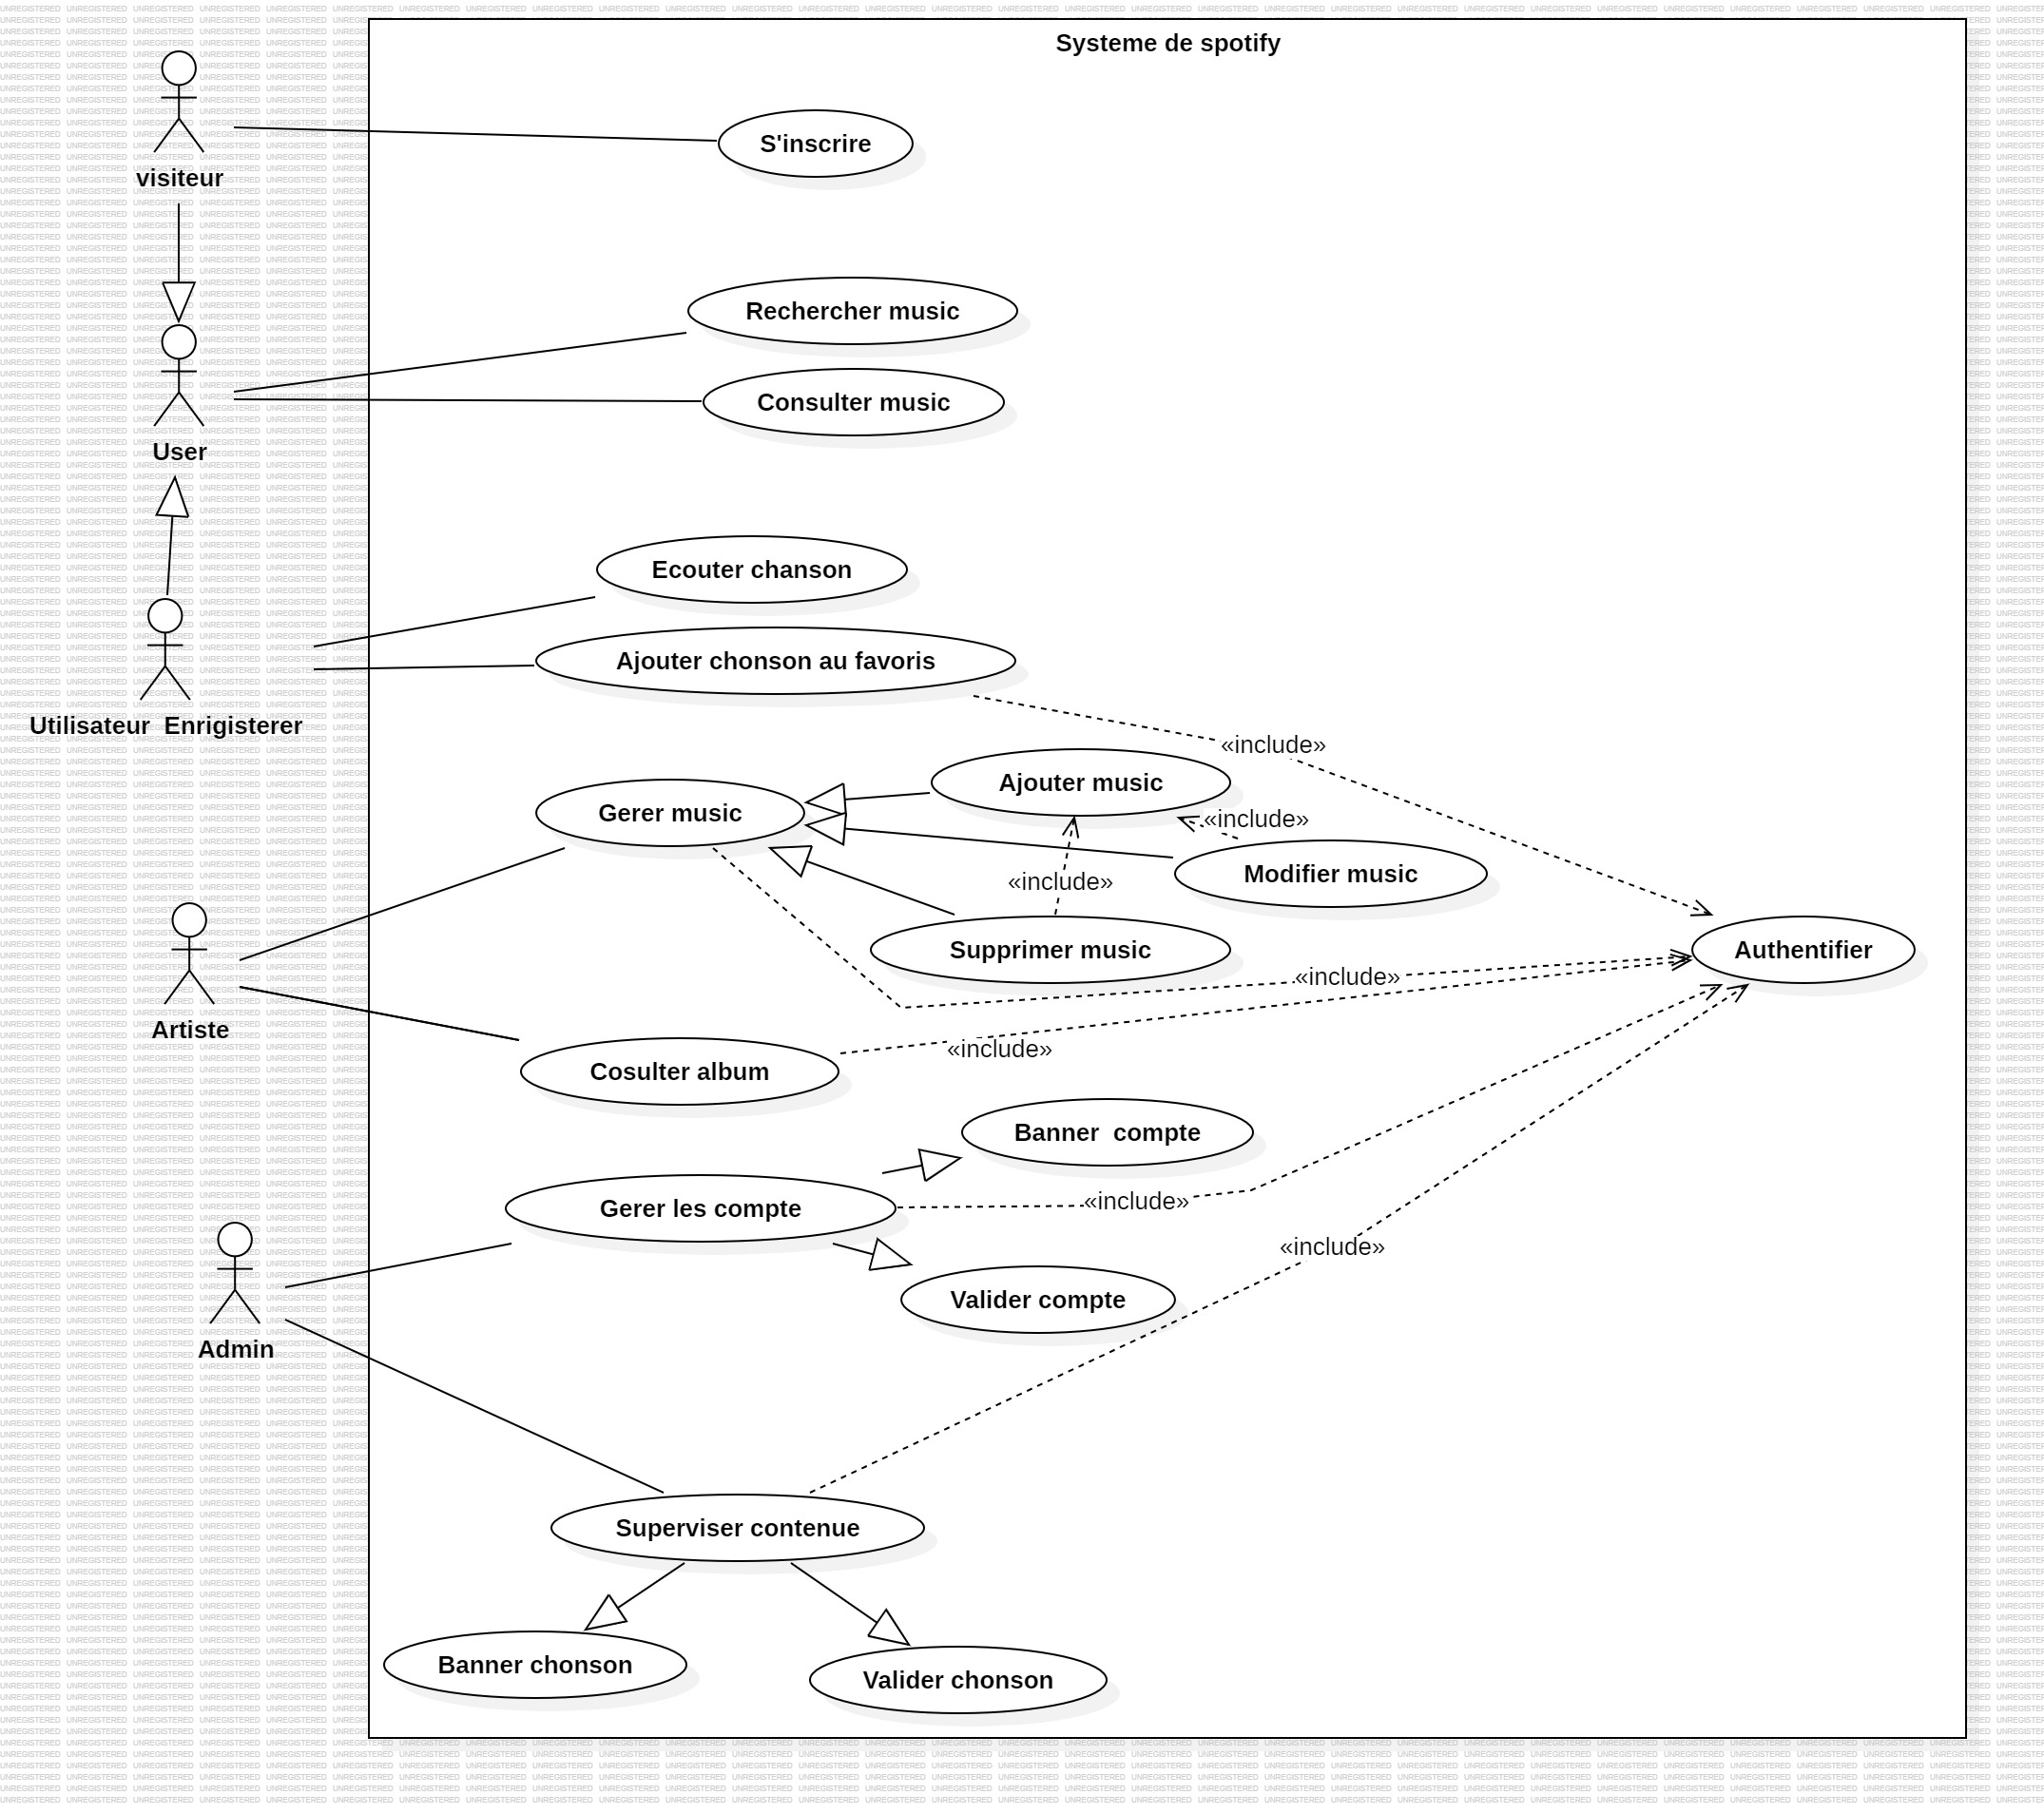 Systeme de spotify
S'inscrire
visiteur
Rechercher music
Consulter music
User
Ecouter chanson
Ajouter chonson au favoris
Utilisateur  Enrigisterer
«include»
Ajouter music
Gerer music
«include»
Modifier music
«include»
Supprimer music
Authentifier
«include»
Artiste
«include»
Cosulter album
Banner  compte
«include»
Gerer les compte
«include»
Valider compte
Admin
Superviser contenue
Banner chonson
Valider chonson
UNREGISTERED